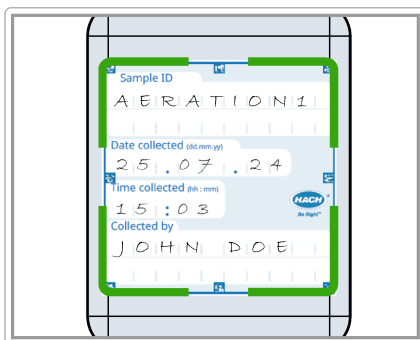 Sample ID
AERATION1
Date collected (dd.mm.yy)
25.07.24
Time collected (hh : mm)
15:03
HACH®
Be Right™
Collected by
JOHN DOE